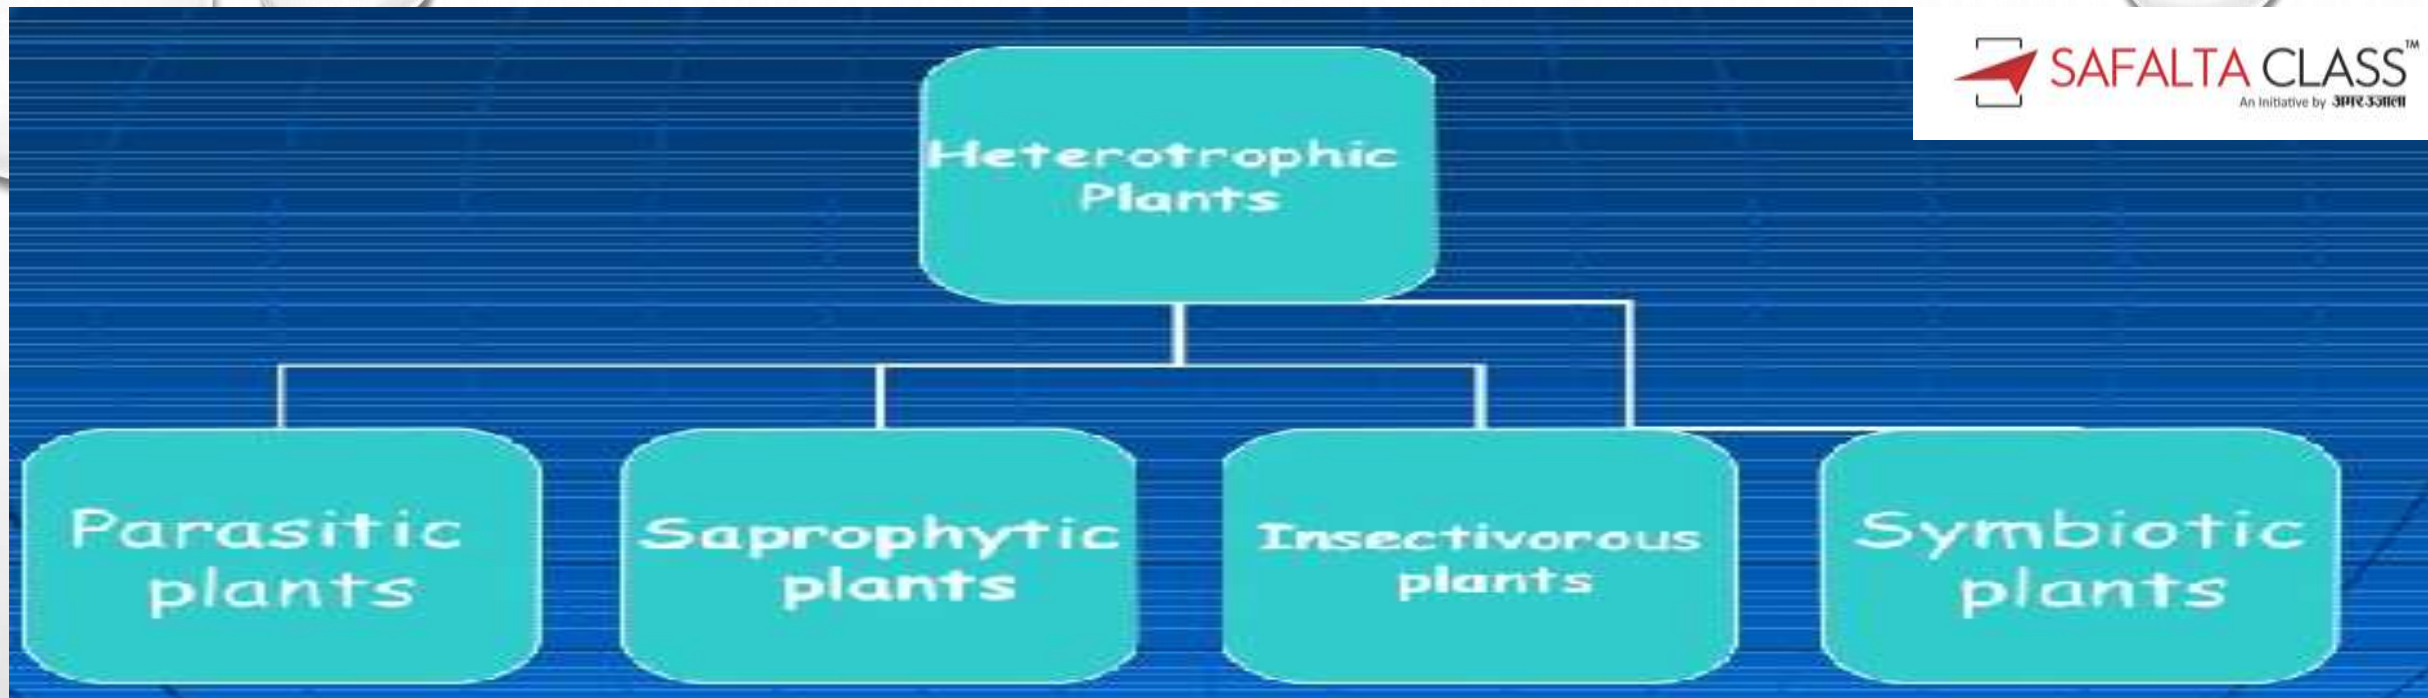 SAFALTA CLASS™
An Initiative by अमर उजाला
Heterotrophic
Plants
Parasitic
plants
Saprophytic
plants
Insectivorous
plants
Symbiotic
plants